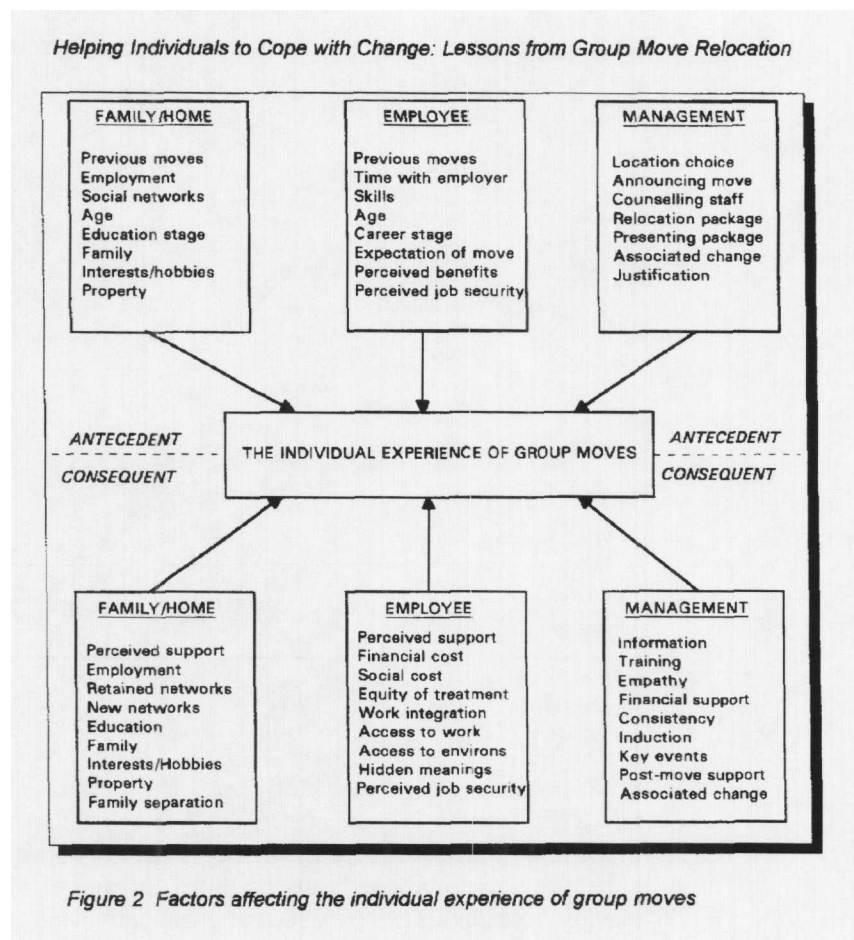 Helping Individuals to Cope with Change: Lessons from Group Move Relocation
FAMILY/HOME
Previous moves
Employment
Social networks
Age
Education stage
Family
Interests/hobbies
Property
EMPLOYEE
Previous moves
Time with employer
Skills
Age
Career stage
Expectation of move
Perceived benefits
Perceived job security
MANAGEMENT
Location choice
Announcing move
Counselling staff
Relocation package
Presenting package
Associated change
Justification
ANTECEDENT
CONSEQUENT
THE INDIVIDUAL EXPERIENCE OF GROUP MOVES
ANTECEDENT
CONSEQUENT
FAMILY/HOME
Perceived support
Employment
Retained networks
New networks
Education
Family
Interests/Hobbies
Property
Family separation
EMPLOYEE
Perceived support
Financial cost
Social cost
Equity of treatment
Work integration
Access to work
Access to environs
Hidden meanings
Perceived job security
MANAGEMENT
Information
Training
Empathy
Financial support
Consistency
Induction
Key events
Post-move support
Associated change
Figure 2 Factors affecting the individual experience of group moves